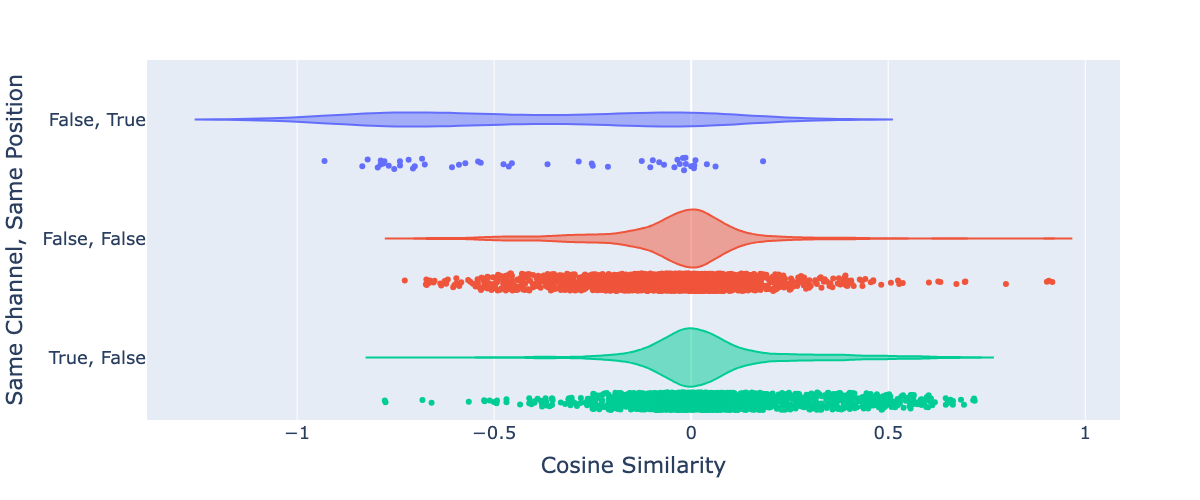 Same Channel, Same Position
False, True
False, False
True, False
−1
−0.5
0
0.5
1
Cosine Similarity